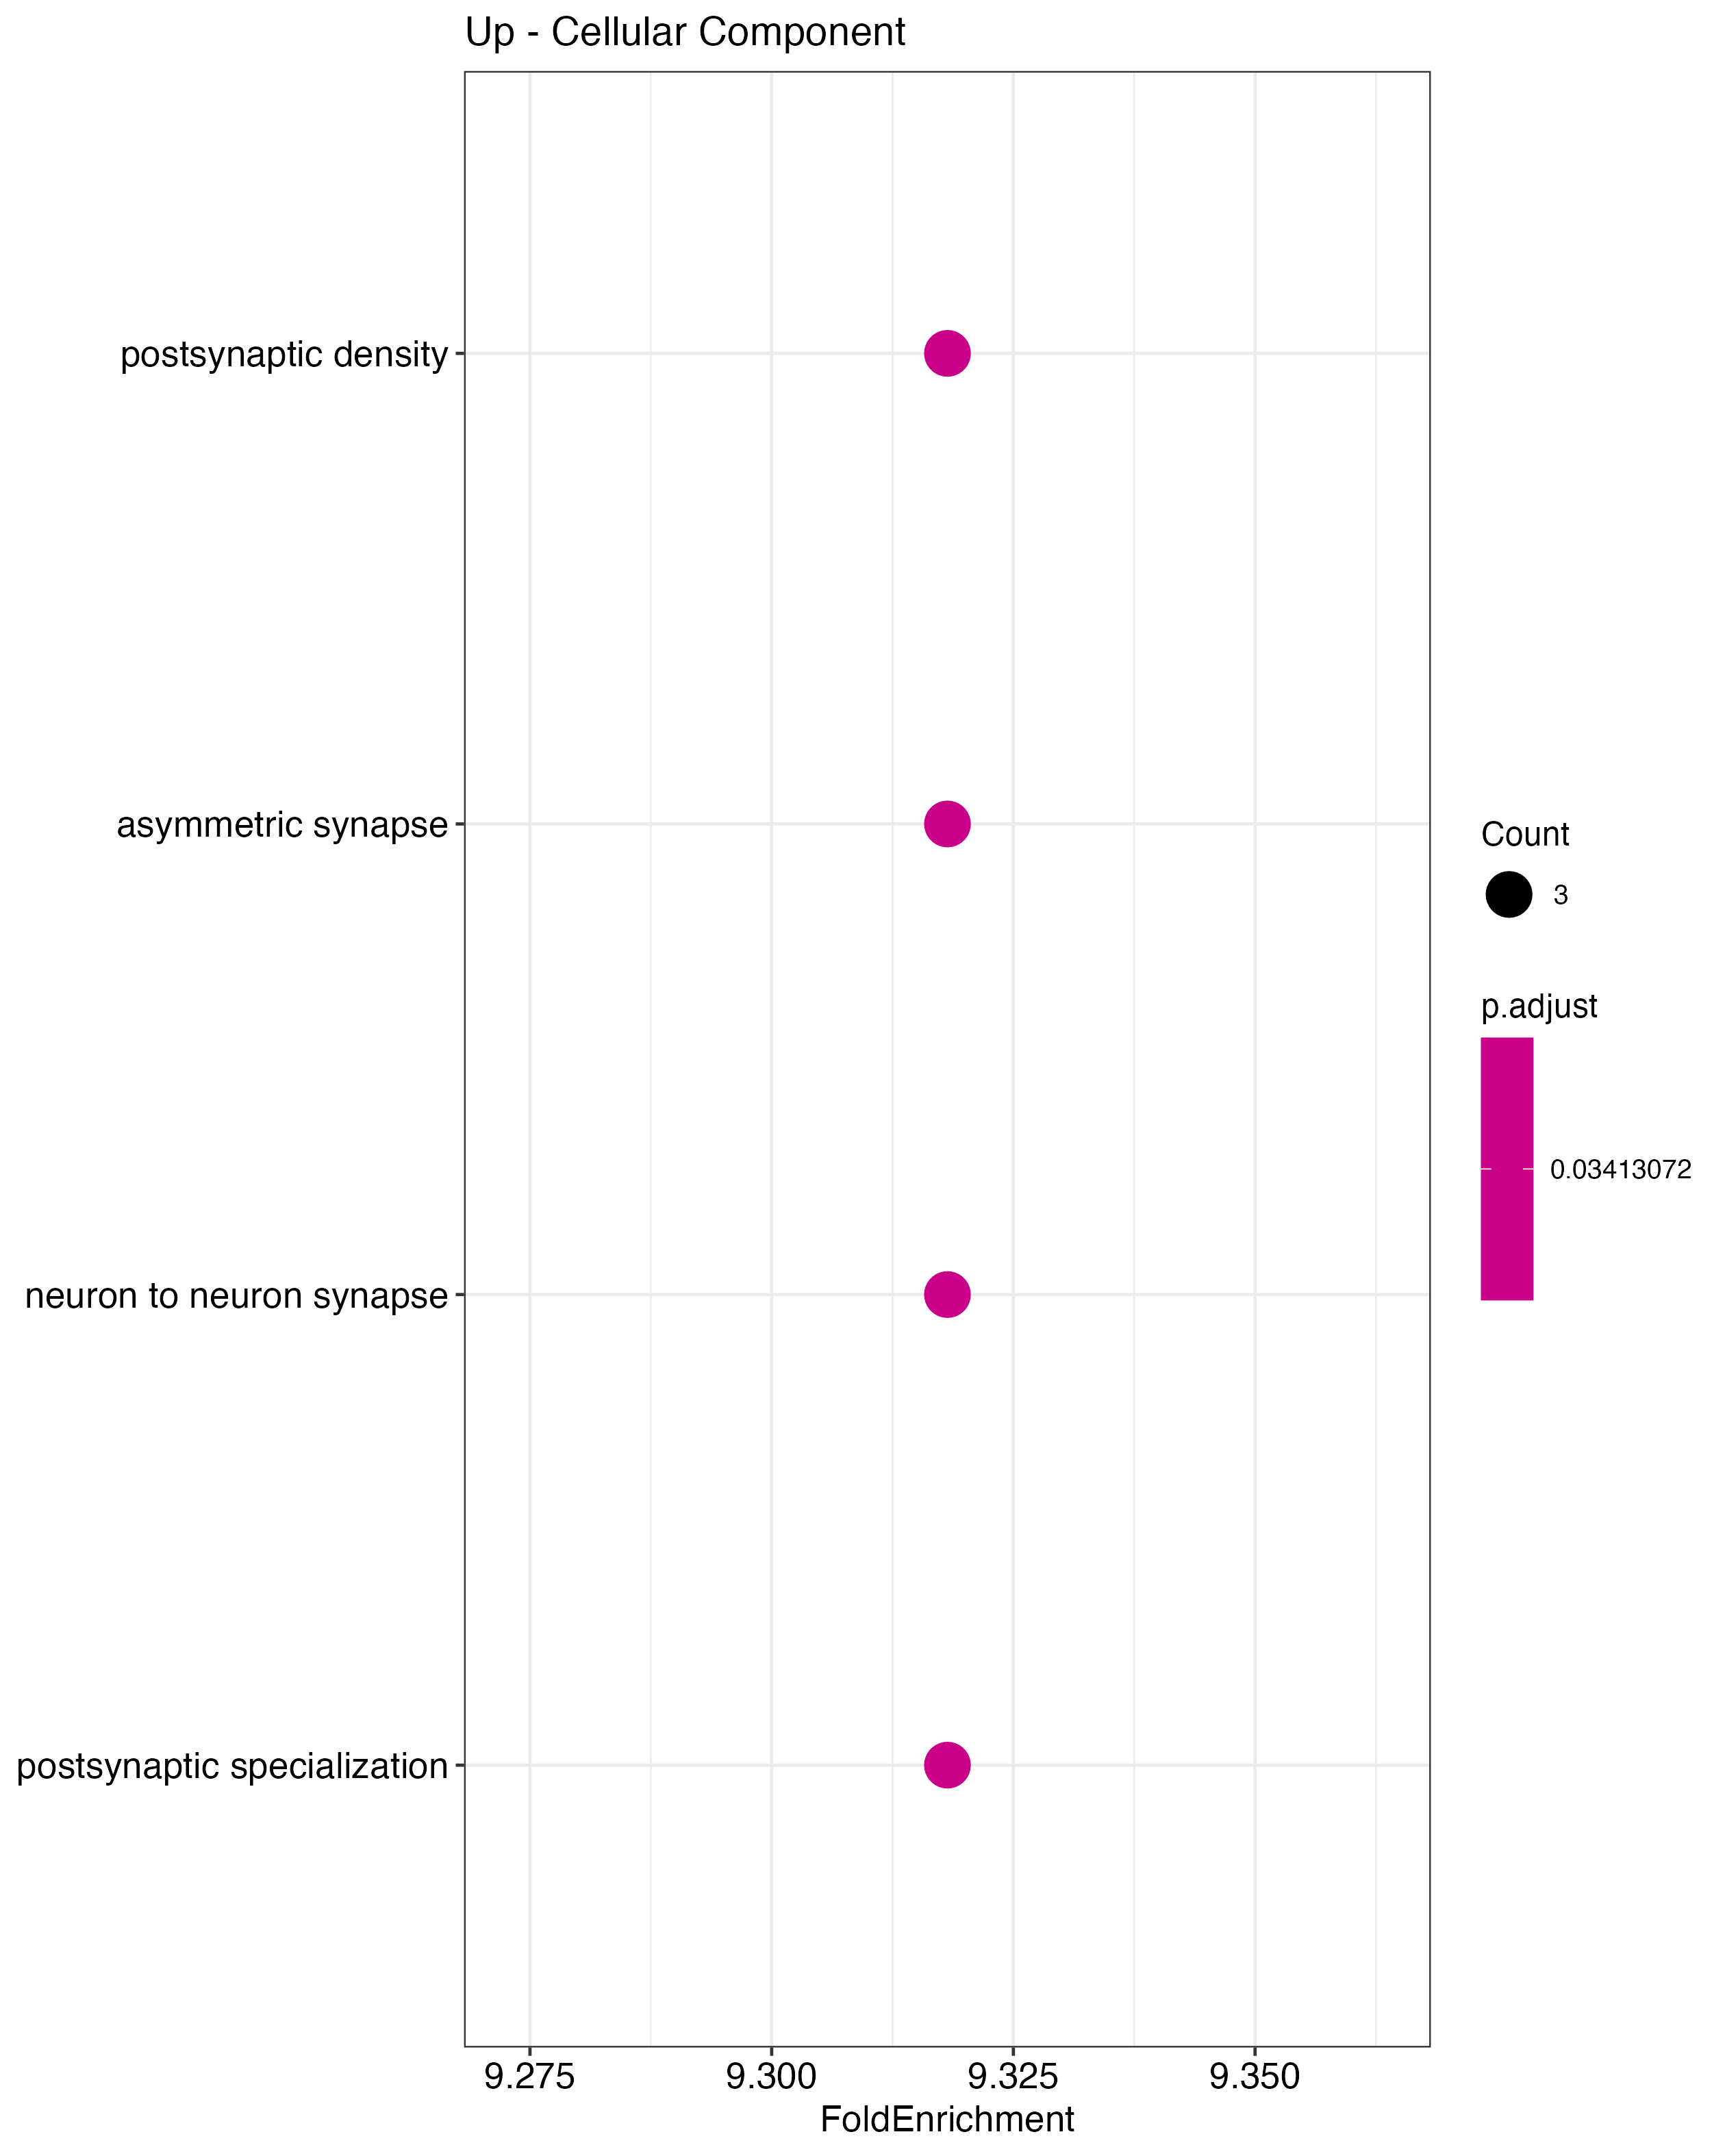 Up - Cellular Component
postsynaptic density
asymmetric synapse
neuron to neuron synapse
postsynaptic specialization
9.275 9.300 9.325 9.350
FoldEnrichment
Count
3
p.adjust
0.03413072